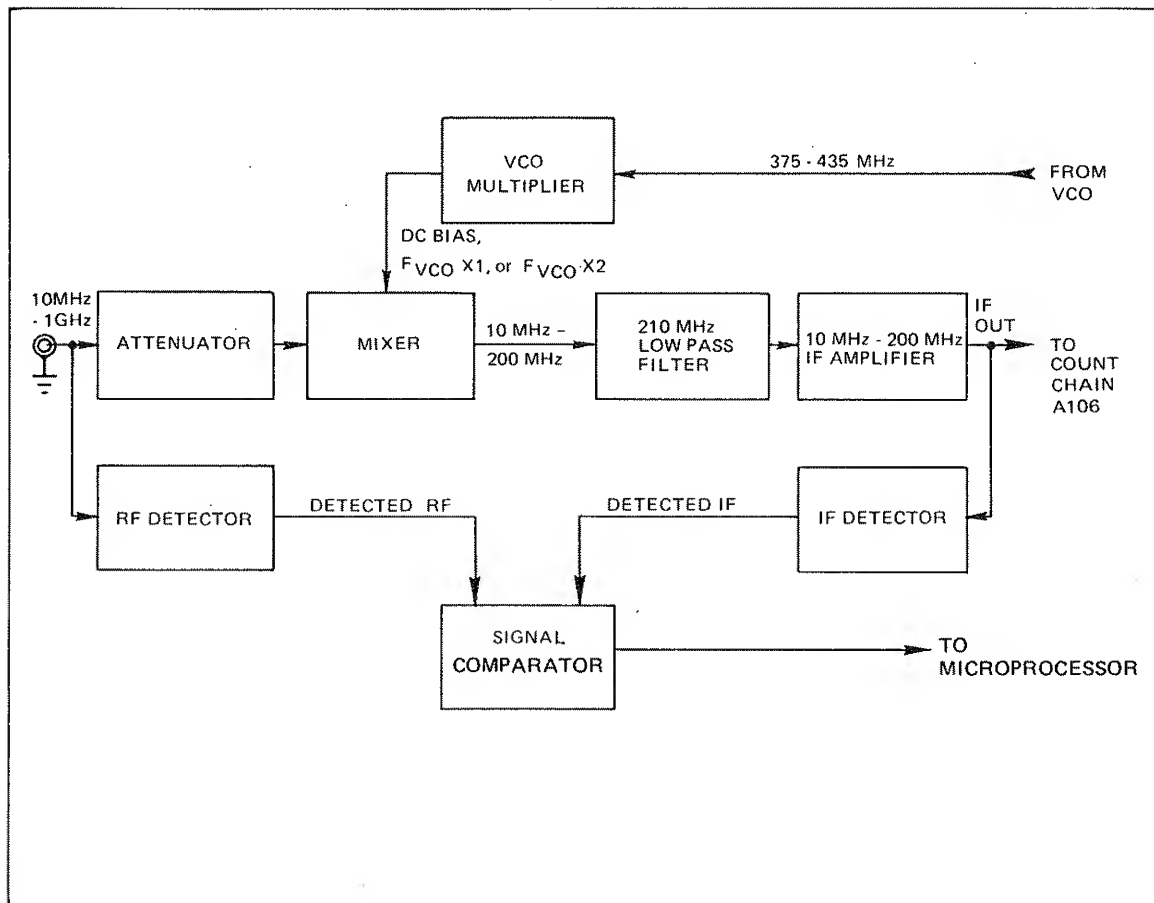 VCO
MULTIPLIER
375 - 435 MHz
FROM
VCO
DC BIAS,
FVCO X1, or FVCO X2
10MHz
- 1GHz
ATTENUATOR
MIXER
10 MHz –
200 MHz
210 MHz
LOW PASS
FILTER
10 MHz - 200 MHz
IF AMPLIFIER
IF
OUT
TO
COUNT
CHAIN
A106
RF DETECTOR
DETECTED RF
DETECTED IF
IF DETECTOR
SIGNAL
COMPARATOR
TO
MICROPROCESSOR